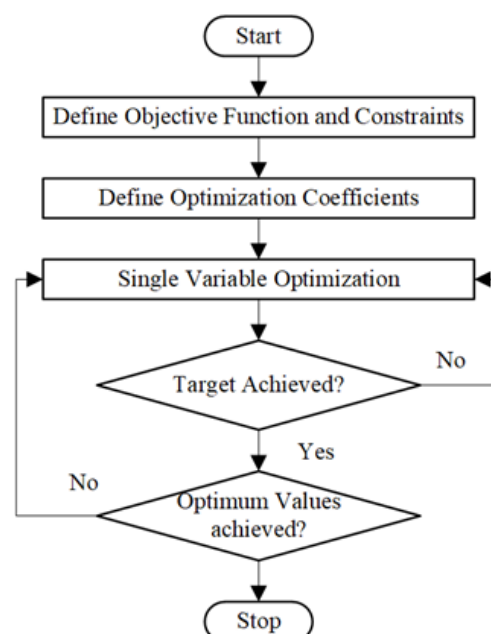 Start
Define Objective Function and Constraints
Define Optimization Coefficients
Single Variable Optimization
Target Achieved?
No
Yes
No
Optimum Values
achieved?
Stop